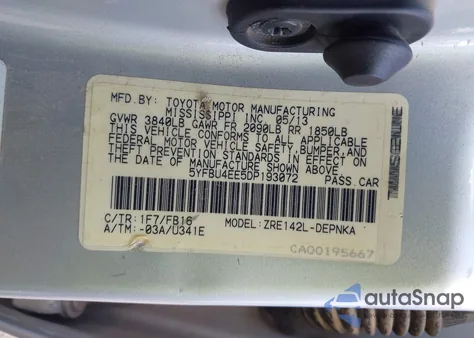 MFD.BY: TOYOTA MOTOR MANUFACTURING
MISSISSIPPI INC. 05/13
GVWR 3840LB GAWR FR 2090LB RR 1850LB
THIS VEHICLE CONFORMS TO ALL APPLICABLE
FEDERAL MOTOR VEHICLE SAFETY, BUMPER, AND
THEFT PREVENTION STANDARDS IN EFFECT ON
THE DATE OF MANUFACTURE SHOWN ABOVE.
5YFBU4EE5DP193072 PASS.CAR
C/TR:1F7/FB16 MODEL:ZRE142L-DEPNKA
A/TM:-03A/U341E
CA00195667
autoSnap